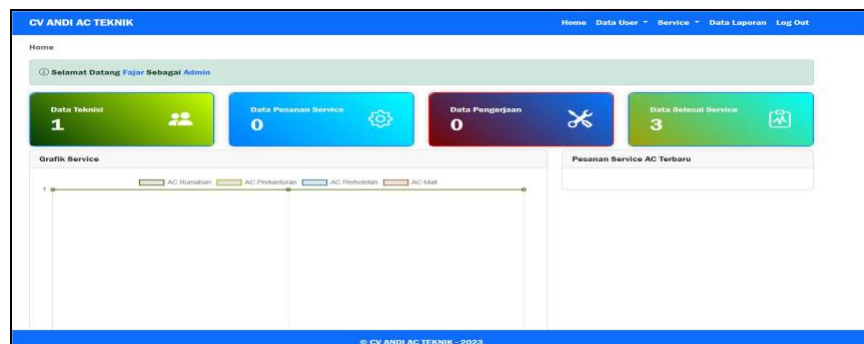 CV ANDI AC TEKNIK
Home Data User Service Data Laporan Log Out
Home
Selamat Datang Fajar Sebagai Admin
Data Teknisi
1
Data Pesanan Service
0
Data Pengerjaan
0
Data Selesai Service
3
Grafik Service
AC Rumahan AC Perkantoran AC Perhotelan AC Mall
1
Pesanan Service AC Terbaru
© CV ANDI AC TEKNIK - 2023